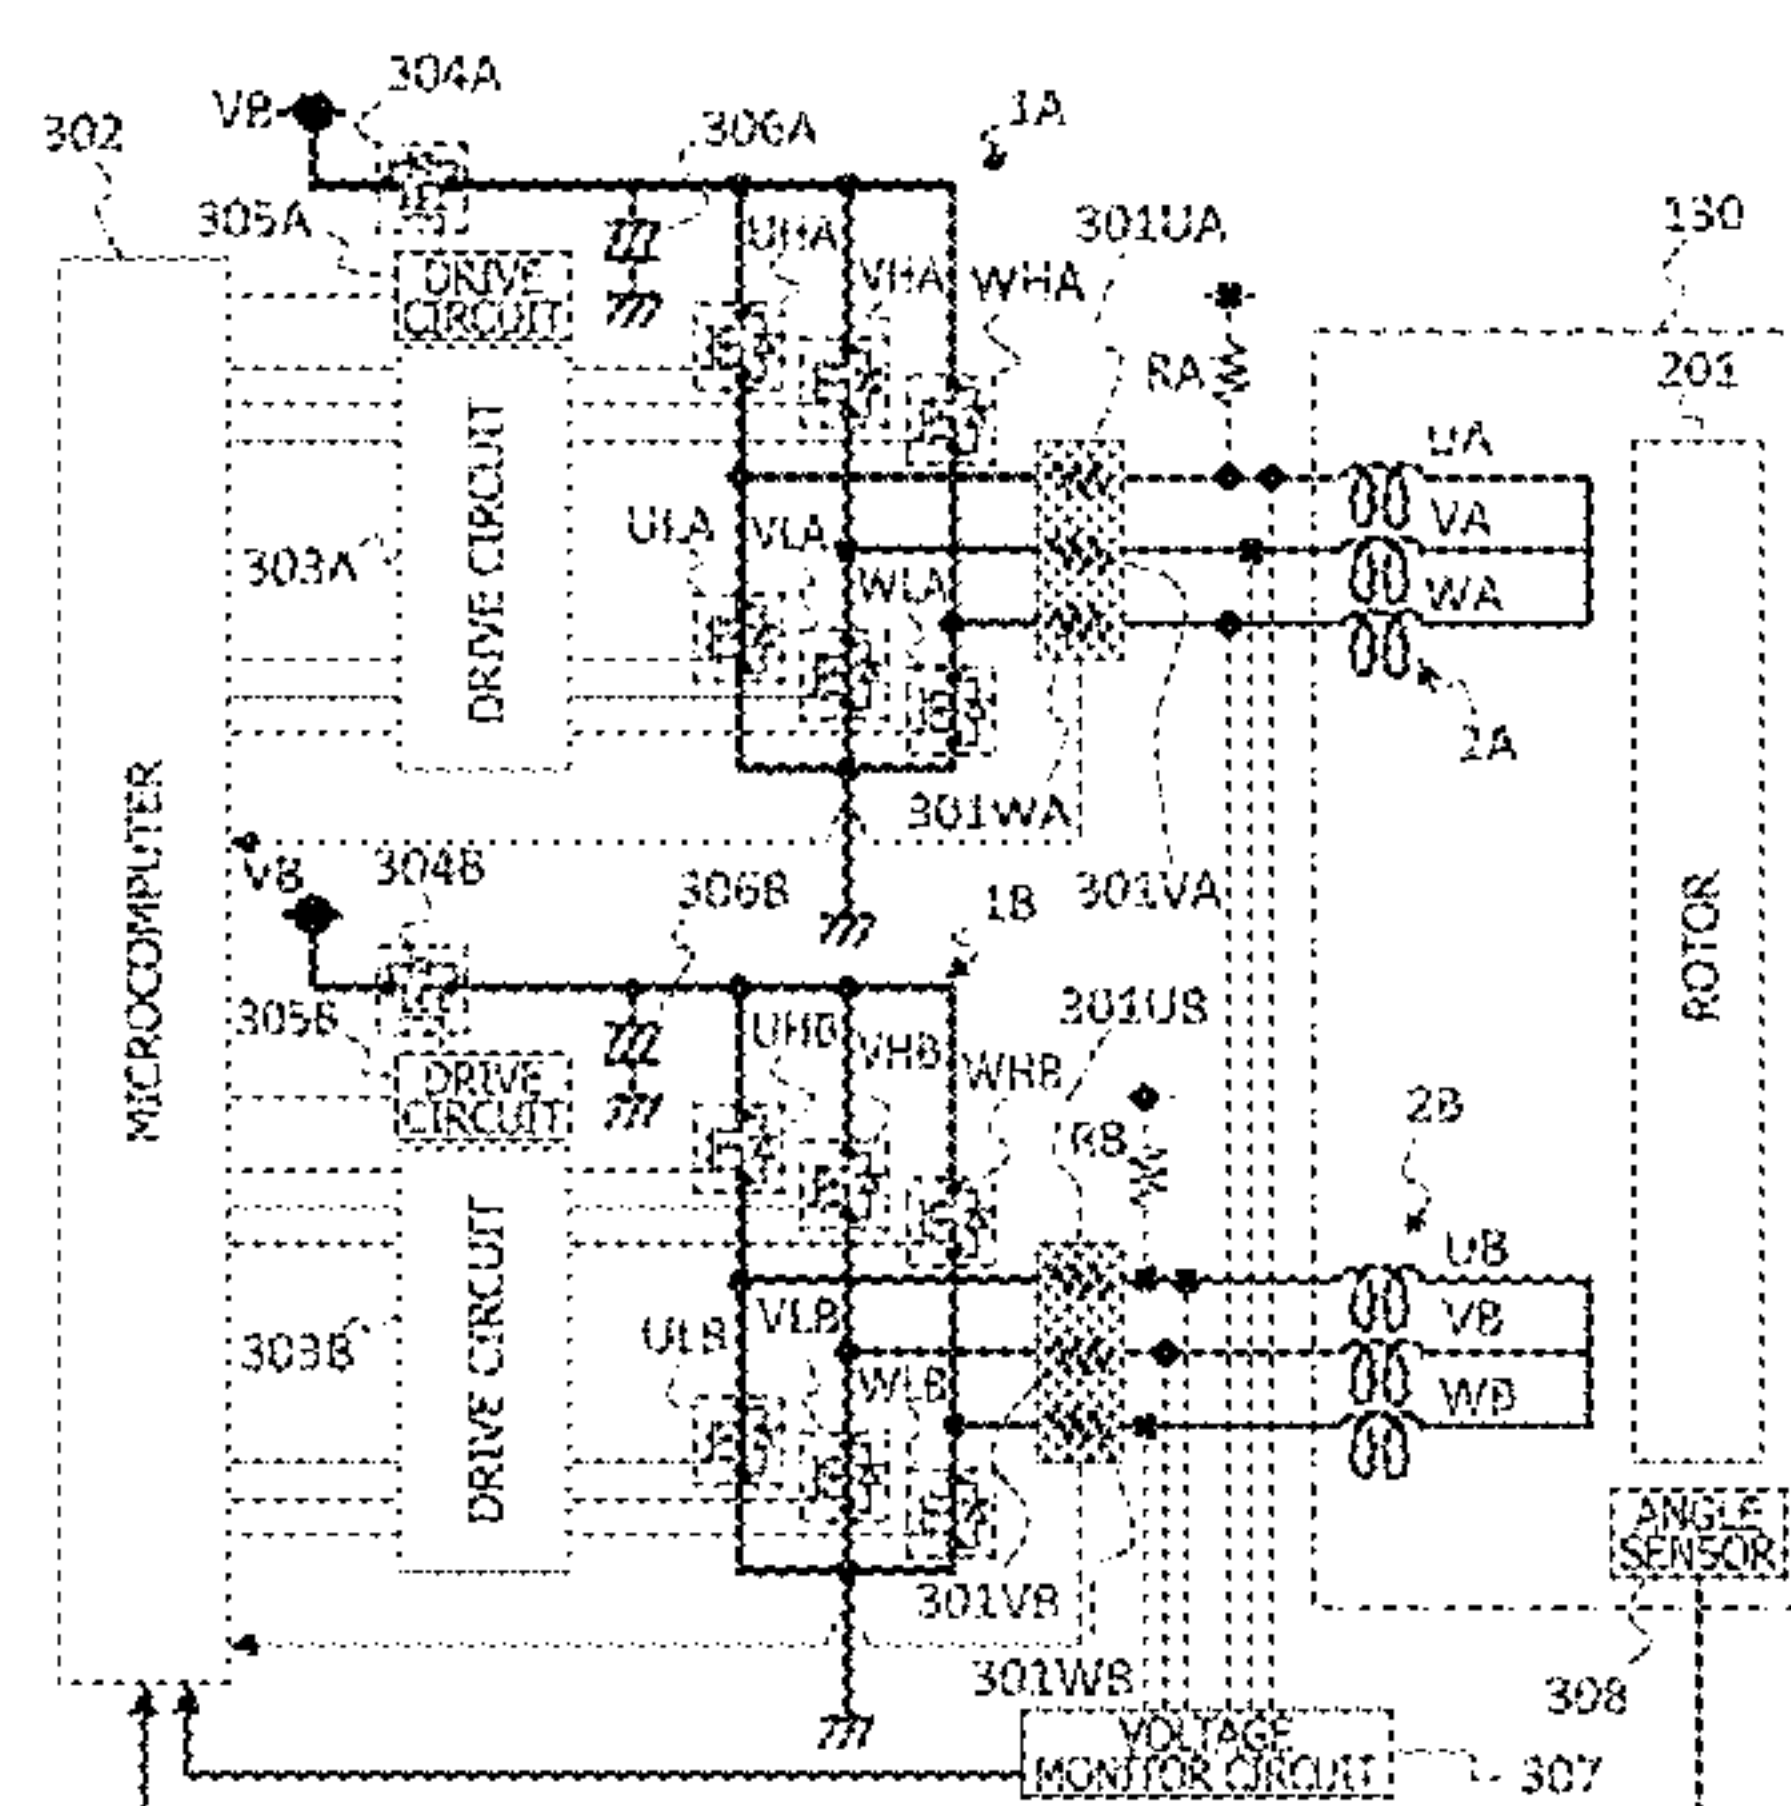 304A
VB
302
306A
1A
305A
DRIVE
CIRCUIT
UHA
VHA
WHA
301UA
130
RA
201
UA
VA
WA
ULA
VLA
WLA
303A
DRIVE CIRCUIT
2A
301WA
MICROCOMPUTER
VB
304B
306B
1B
301VA
ROTOR
305B
DRIVE
CIRCUIT
UHB
VHB
WHB
301UB
RB
2B
UB
VB
WB
ULB
VLB
WLB
303B
DRIVE CIRCUIT
ANGLE
SENSOR
301VB
301WB
308
VOLTAGE
MONITOR CIRCUIT
307